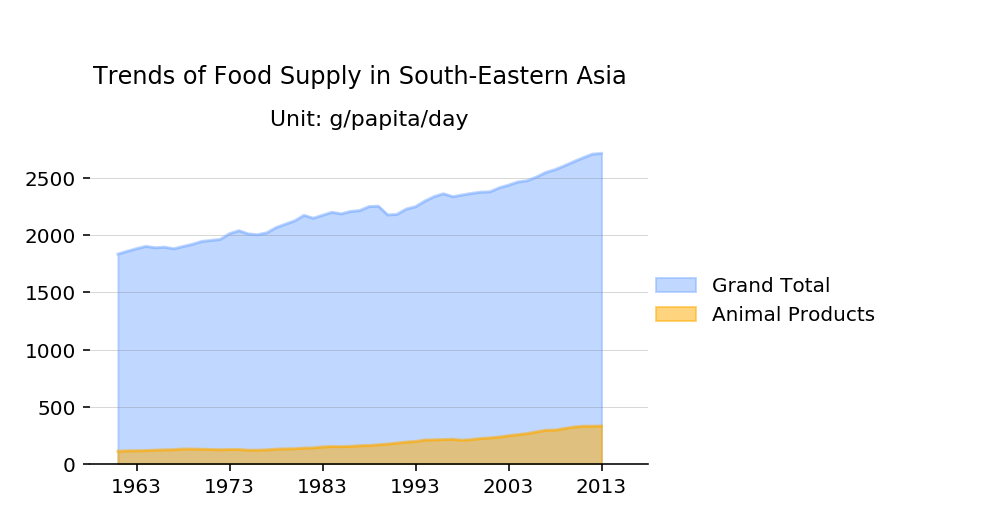 Trends of Food Supply in South-Eastern Asia
Unit: g/papita/day
2500
2000
1500
1000
500
0
1963 1973 1983 1993 2003 2013
Grand Total
Animal Products